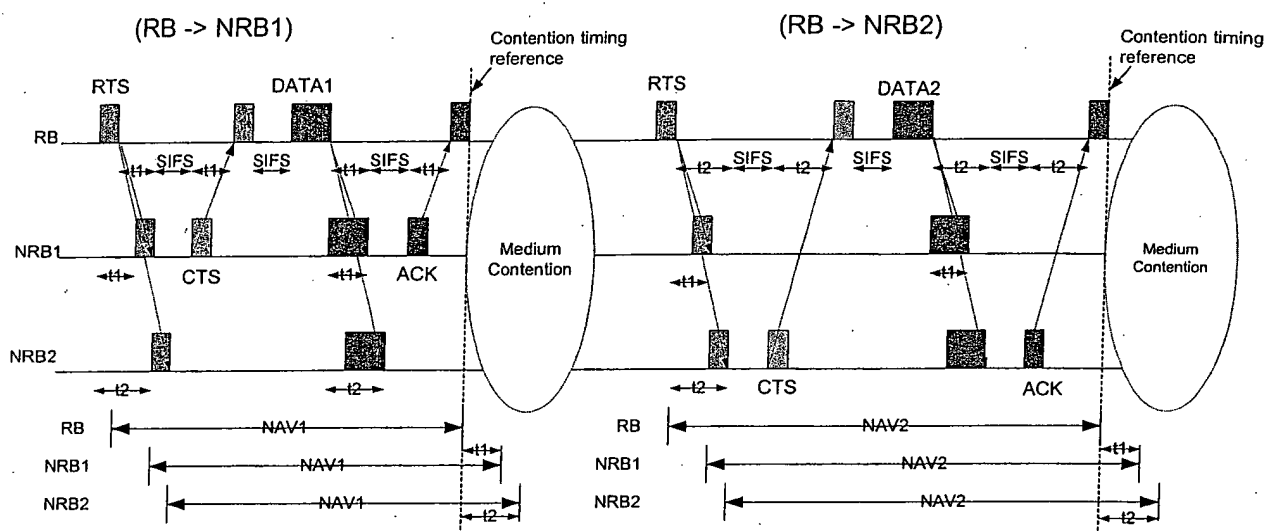 (RB -> NRB1)
(RB -> NRB2)
Contention timing
reference
Contention timing
reference
RTS
DATA1
RTS
DATA2
RB
t1
SIFS
t1
SIFS
t1
SIFS
t1
t2
SIFS
t2
SIFS
t2
SIFS
t2
NRB1
t1
CTS
t1
ACK
Medium
Contention
t1
t1
Medium
Contention
NRB2
t2
t2
t2
CTS
ACK
RB
NAV1
RB
NAV2
t1
t1
NRB1
NAV1
NRB1
NAV2
NRB2
NAV1
NRB2
NAV2
t2
t2